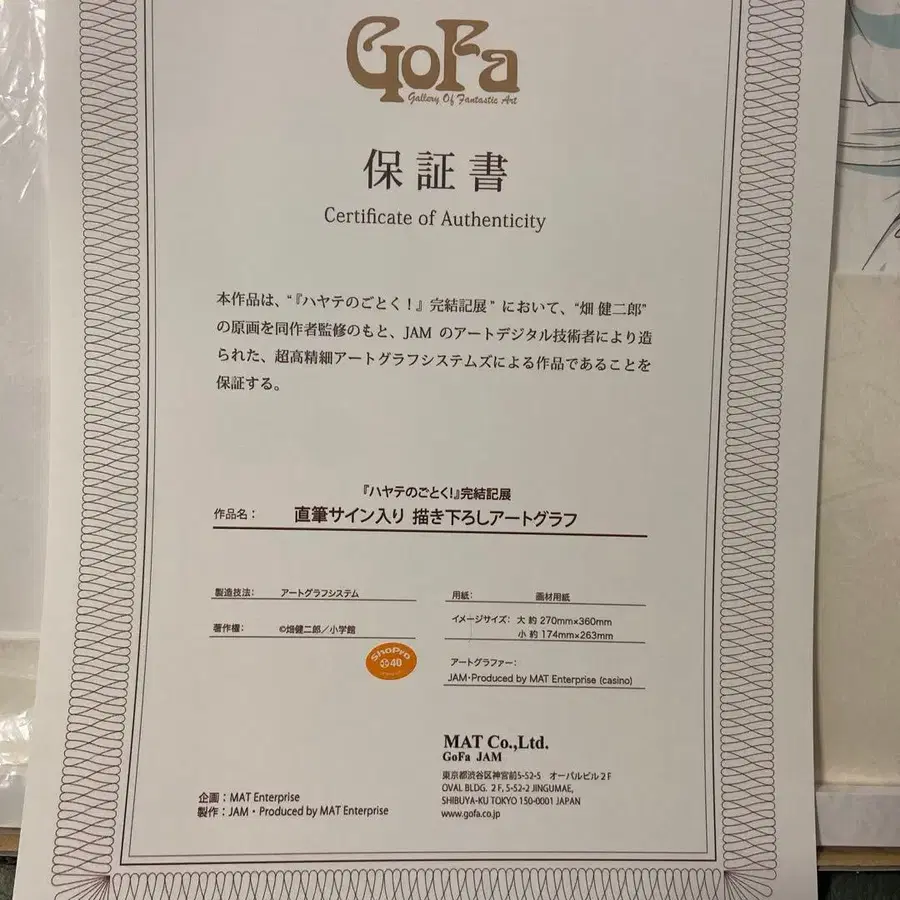 GoFa
Gallery Of Fantastic Art
保証書
Certificate of Authenticity
本作品は、“『ハヤテのごとく！』完結記展” において、“畑 健二郎”
の原画を同作者監修のもと、JAM のアートデジタル技術者により造
られた、超高精細アートグラフシステムズによる作品であることを
保証する。
『ハヤテのごとく!』完結記展
作品名： 直筆サイン入り 描き下ろしアートグラフ
製造技法： アートグラフシステム
著作権： ©畑健二郎／小学館
ShoPro
40
用紙： 画材用紙
イメージサイズ： 大 約 270mm×360mm
小 約 174mm×263mm
アートグラファー：
JAM・Produced by MAT Enterprise (casino)
MAT Co.,Ltd.
GoFa JAM
東京都渋谷区神宮前5-52-5 オーバルビル 2 F
OVAL BLDG. 2 F, 5-52-2 JINGUMAE,
SHIBUYA-KU TOKYO 150-0001 JAPAN
www.gofa.co.jp
企画：MAT Enterprise
製作：JAM・Produced by MAT Enterprise